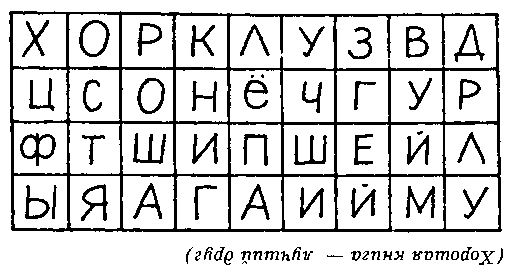 Х О Р К Л У З В Д
Ц С О Н Ё Ч Г У Р
Ф Т Ш И П Ш Е Й Л
Ы Я А Г А И Й М У
(Хорошая книга — лучший друг)